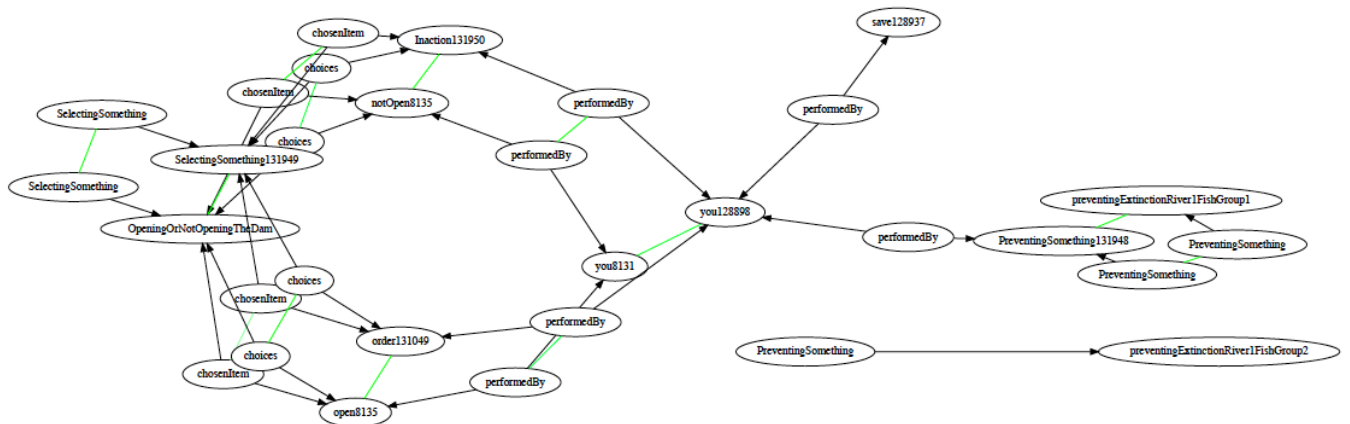 save128937
chosenItem
Inaction131950
choices
chosenItem
notOpen8135
performedBy
performedBy
SelectingSomething
choices
performedBy
SelectingSomething131949
SelectingSomething
preventingExtinctionRiver1FishGroup1
you128898
OpeningOrNotOpeningTheDam
performedBy
PreventingSomething131948
PreventingSomething
you8131
PreventingSomething
choices
chosenItem
performedBy
order131049
PreventingSomething
preventingExtinctionRiver1FishGroup2
choices
chosenItem
performedBy
open8135